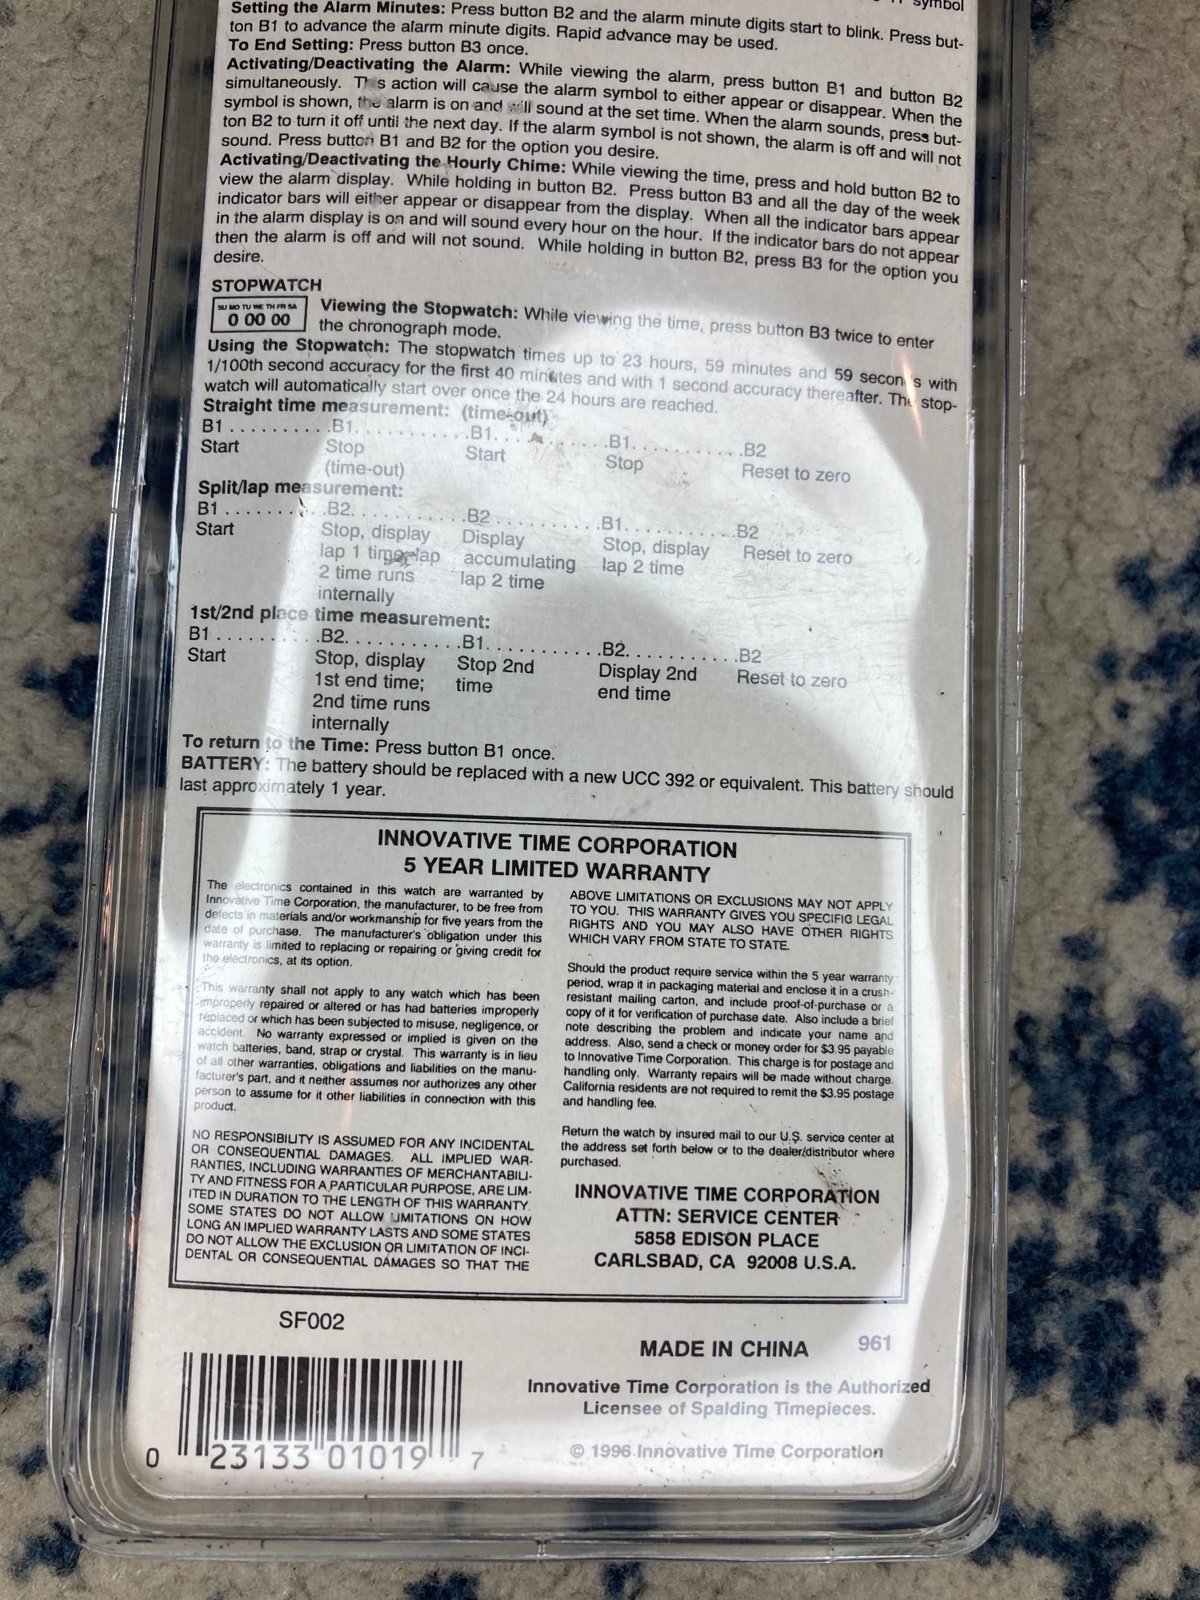 symbol
Setting the Alarm Minutes: Press button B2 and the alarm minute digits start to blink. Press but-
ton B1 to advance the alarm minute digits. Rapid advance may be used.
To End Setting: Press button B3 once.
Activating/Deactivating the Alarm: While viewing the alarm, press button B1 and button B2
simultaneously. This action will cause the alarm symbol to either appear or disappear. When the
symbol is shown, the alarm is on and will sound at the set time. When the alarm sounds, press but-
ton B2 to turn it off until the next day. If the alarm symbol is not shown, the alarm is off and will not
sound. Press button B1 and B2 for the option you desire.
Activating/Deactivating the Hourly Chime: While viewing the time, press and hold button B2 to
view the alarm display. While holding in button B2. Press button B3 and all the day of the week
indicator bars will either appear or disappear from the display. When all the indicator bars appear
in the alarm display is on and will sound every hour on the hour. If the indicator bars do not appear
then the alarm is off and will not sound. While holding in button B2, press B3 for the option you
desire.
STOPWATCH
SU MO TU WE TH FR SA
0 00 00
Viewing the Stopwatch: While viewing the time, press button B3 twice to enter
the chronograph mode.
Using the Stopwatch: The stopwatch times up to 23 hours, 59 minutes and 59 seconds with
1/100th second accuracy for the first 40 minutes and with 1 second accuracy thereafter. The stop-
watch will automatically start over once the 24 hours are reached.
Straight time measurement: (time-out)
B1 . . . . . . . . . .B1. . . . . . . . . . . .B1. . . . . . . . . . . .B1. . . . . . . . . . . .B2
Start Stop Start Stop Reset to zero
(time-out)
Split/lap measurement:
B1 . . . . . . . . . .B2. . . . . . . . . . . .B2 . . . . . . . . . . .B1. . . . . . . . . . . .B2
Start Stop, display Display Stop, display Reset to zero
lap 1 time, lap accumulating lap 2 time
2 time runs lap 2 time
internally
1st/2nd place time measurement:
B1 . . . . . . . . . .B2. . . . . . . . . . . .B1. . . . . . . . . . . .B2. . . . . . . . . . . .B2
Start Stop, display Stop 2nd Display 2nd Reset to zero
1st end time; time end time
2nd time runs
internally
To return to the Time: Press button B1 once.
BATTERY: The battery should be replaced with a new UCC 392 or equivalent. This battery should
last approximately 1 year.
INNOVATIVE TIME CORPORATION
5 YEAR LIMITED WARRANTY
The electronics contained in this watch are warranted by
Innovative Time Corporation, the manufacturer, to be free from
defects in materials and/or workmanship for five years from the
date of purchase. The manufacturer's obligation under this
warranty is limited to replacing or repairing or giving credit for
the electronics, at its option.
This warranty shall not apply to any watch which has been
improperly repaired or altered or has had batteries improperly
replaced or which has been subjected to misuse, negligence, or
accident. No warranty expressed or implied is given on the
watch batteries, band, strap or crystal. This warranty is in lieu
of all other warranties, obligations and liabilities on the manu-
facturer's part, and it neither assumes nor authorizes any other
person to assume for it other liabilities in connection with this
product.
NO RESPONSIBILITY IS ASSUMED FOR ANY INCIDENTAL
OR CONSEQUENTIAL DAMAGES. ALL IMPLIED WAR-
RANTIES, INCLUDING WARRANTIES OF MERCHANTABILI-
TY AND FITNESS FOR A PARTICULAR PURPOSE, ARE LIM-
ITED IN DURATION TO THE LENGTH OF THIS WARRANTY.
SOME STATES DO NOT ALLOW LIMITATIONS ON HOW
LONG AN IMPLIED WARRANTY LASTS AND SOME STATES
DO NOT ALLOW THE EXCLUSION OR LIMITATION OF INCI-
DENTAL OR CONSEQUENTIAL DAMAGES SO THAT THE
ABOVE LIMITATIONS OR EXCLUSIONS MAY NOT APPLY
TO YOU. THIS WARRANTY GIVES YOU SPECIFIC LEGAL
RIGHTS AND YOU MAY ALSO HAVE OTHER RIGHTS
WHICH VARY FROM STATE TO STATE.
Should the product require service within the 5 year warranty
period, wrap it in packaging material and enclose it in a crush-
resistant mailing carton, and include proof-of-purchase or a
copy of it for verification of purchase date. Also include a brief
note describing the problem and indicate your name and
address. Also, send a check or money order for $3.95 payable
to Innovative Time Corporation. This charge is for postage and
handling only. Warranty repairs will be made without charge.
California residents are not required to remit the $3.95 postage
and handling fee.
Return the watch by insured mail to our U.S. service center at
the address set forth below or to the dealer/distributor where
purchased.
INNOVATIVE TIME CORPORATION
ATTN: SERVICE CENTER
5858 EDISON PLACE
CARLSBAD, CA 92008 U.S.A.
SF002
MADE IN CHINA 961
Innovative Time Corporation is the Authorized
Licensee of Spalding Timepieces.
© 1996 Innovative Time Corporation
0 23133 01019 7